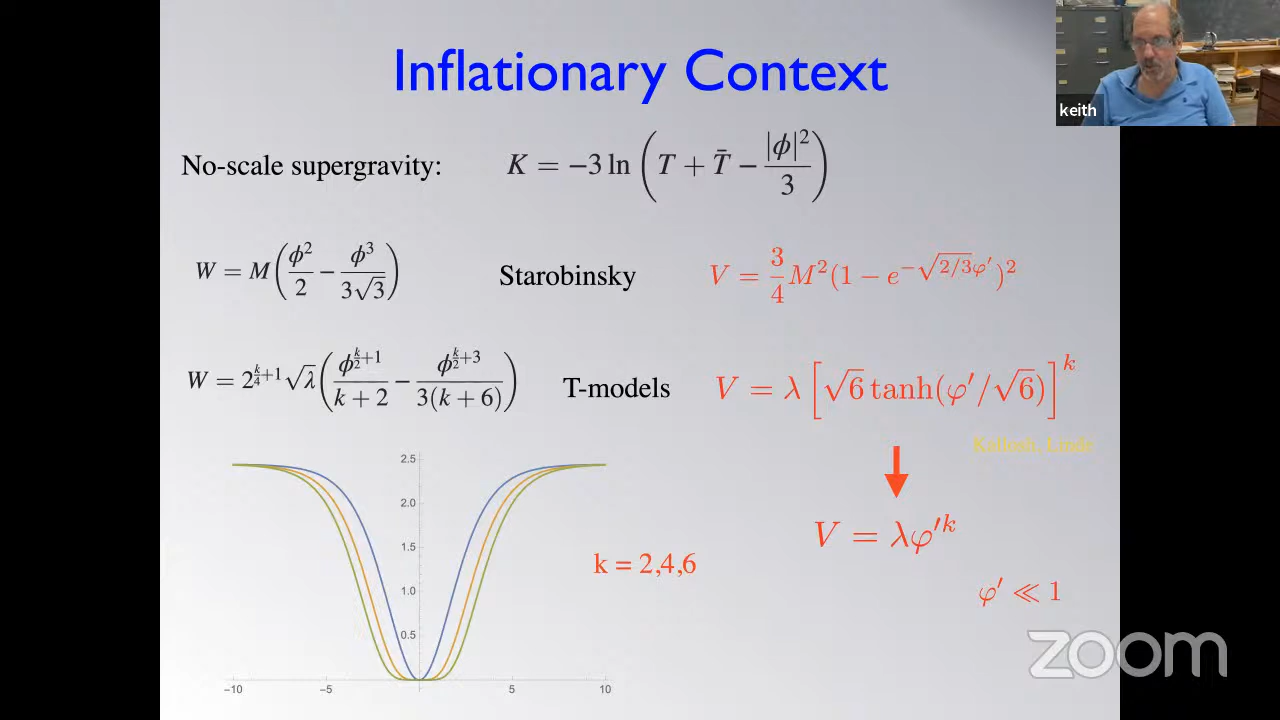 Inflationary Context
keith
No-scale supergravity: K = −3 ln ( T + T̄ − |ϕ|²/3 )
W = M( ϕ²/2 − ϕ³/(3√3) ) Starobinsky V = 3/4 M²(1 − e^{−√(2/3)φ′})²
W = 2^{k/4+1} √λ ( ϕ^{k/2+1}/(k + 2) − ϕ^{k/2+3}/(3(k + 6)) ) T-models V = λ [√6 tanh(φ′/√6)]^k
Kallosh, Linde
2.5
2.0
1.5
1.0
0.5
−10 −5 5 10
k = 2,4,6
V = λφ′^k
φ′ ≪ 1
zoom